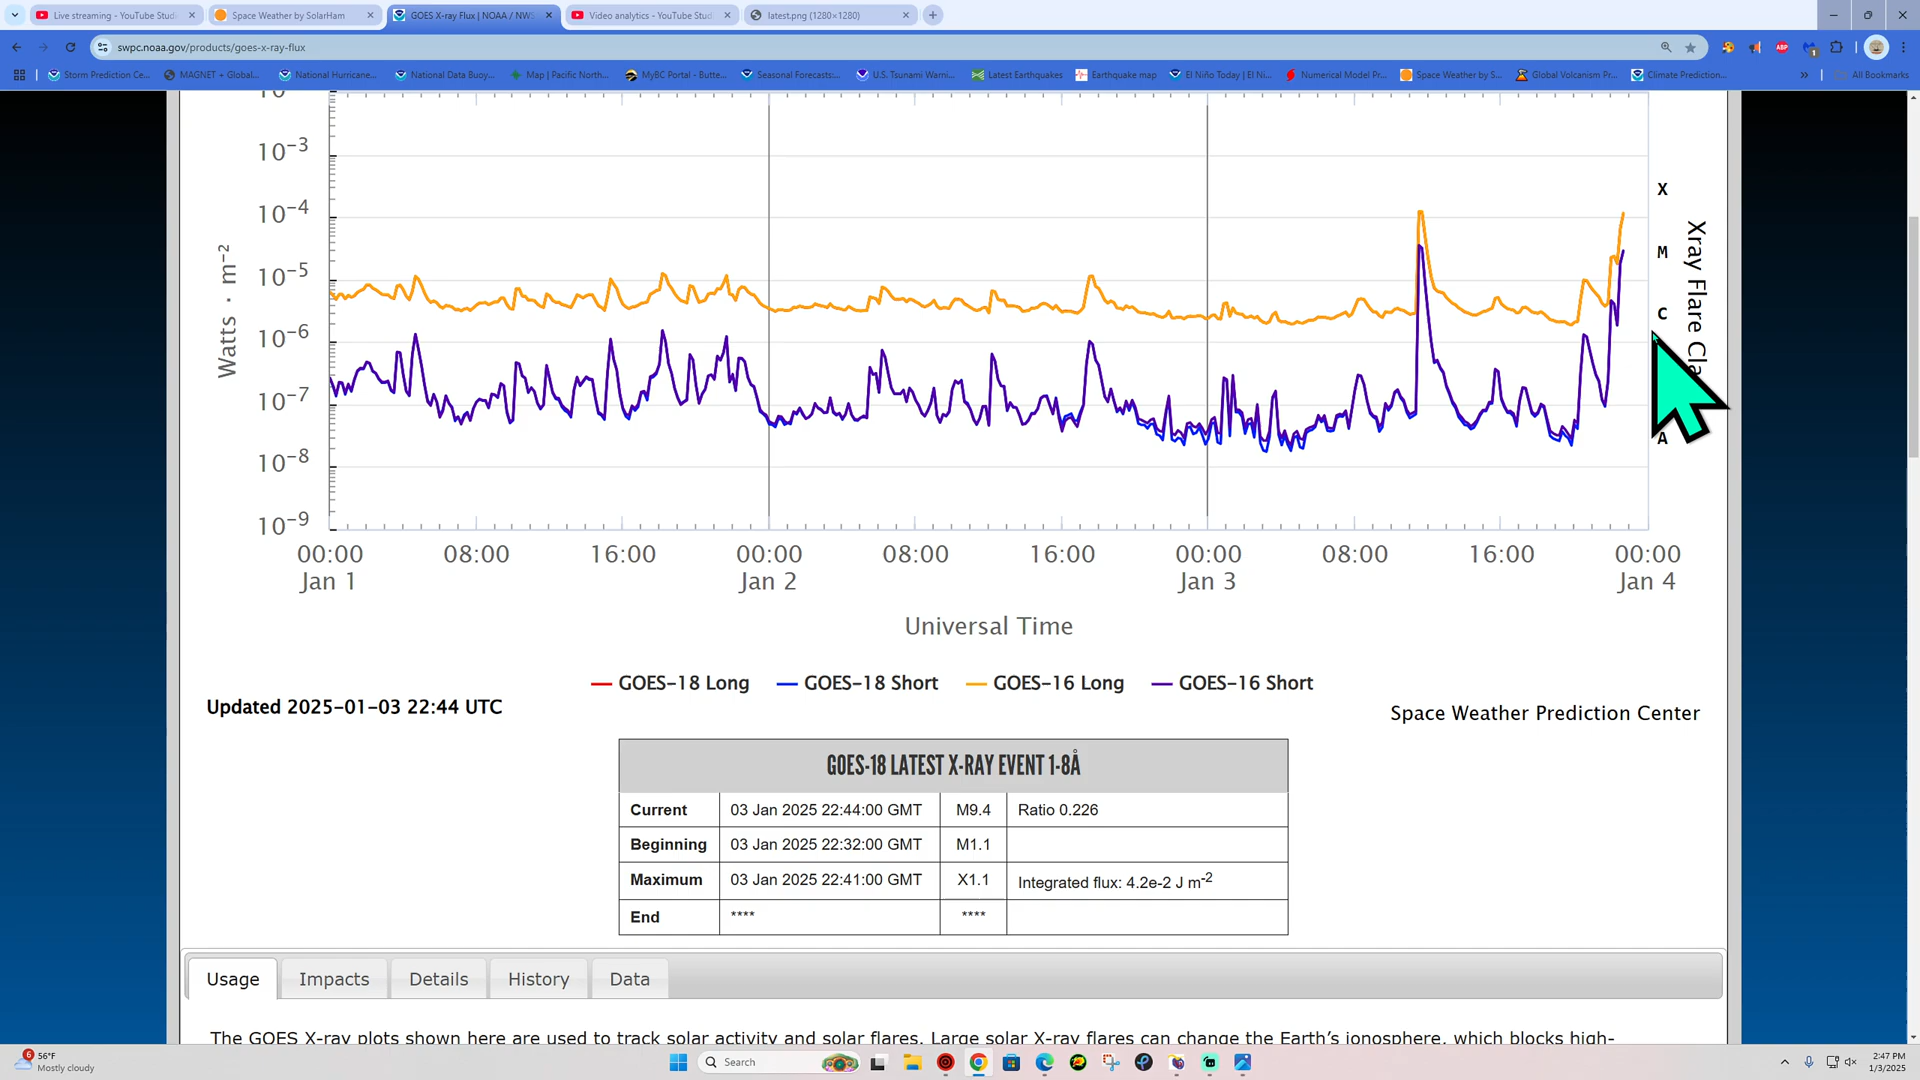 Live streaming - YouTube Studi
Space Weather by SolarHam
GOES X-ray Flux | NOAA / NWS
Video analytics - YouTube Stud
latest.png (1280×1280)
swpc.noaa.gov/products/goes-x-ray-flux
ABP
Storm Prediction Ce...
MAGNET + Global...
National Hurricane...
National Data Buoy...
Map | Pacific North...
MyBC Portal - Butte...
Seasonal Forecasts:...
U.S. Tsunami Warni...
Latest Earthquakes
Earthquake map
El Niño Today | El Ni...
Numerical Model Pr...
Space Weather by S...
Global Volcanism Pr...
Climate Prediction...
All Bookmarks
10⁻³
10⁻⁴
10⁻⁵
10⁻⁶
10⁻⁷
10⁻⁸
10⁻⁹
Watts · m⁻²
X
M
C
A
Xray Flare Cla
00:00 08:00 16:00 00:00 08:00 16:00 00:00 08:00 16:00 00:00
Jan 1 Jan 2 Jan 3 Jan 4
Universal Time
GOES-18 Long GOES-18 Short GOES-16 Long GOES-16 Short
Updated 2025-01-03 22:44 UTC
Space Weather Prediction Center
GOES-18 LATEST X-RAY EVENT 1-8Å
Current 03 Jan 2025 22:44:00 GMT M9.4 Ratio 0.226
Beginning 03 Jan 2025 22:32:00 GMT M1.1
Maximum 03 Jan 2025 22:41:00 GMT X1.1 Integrated flux: 4.2e-2 J m⁻²
End **** ****
Usage Impacts Details History Data
The GOES X-ray plots shown here are used to track solar activity and solar flares. Large solar X-ray flares can change the Earth's ionosphere, which blocks high-
6
56°F
Mostly cloudy
Search
2:47 PM
1/3/2025